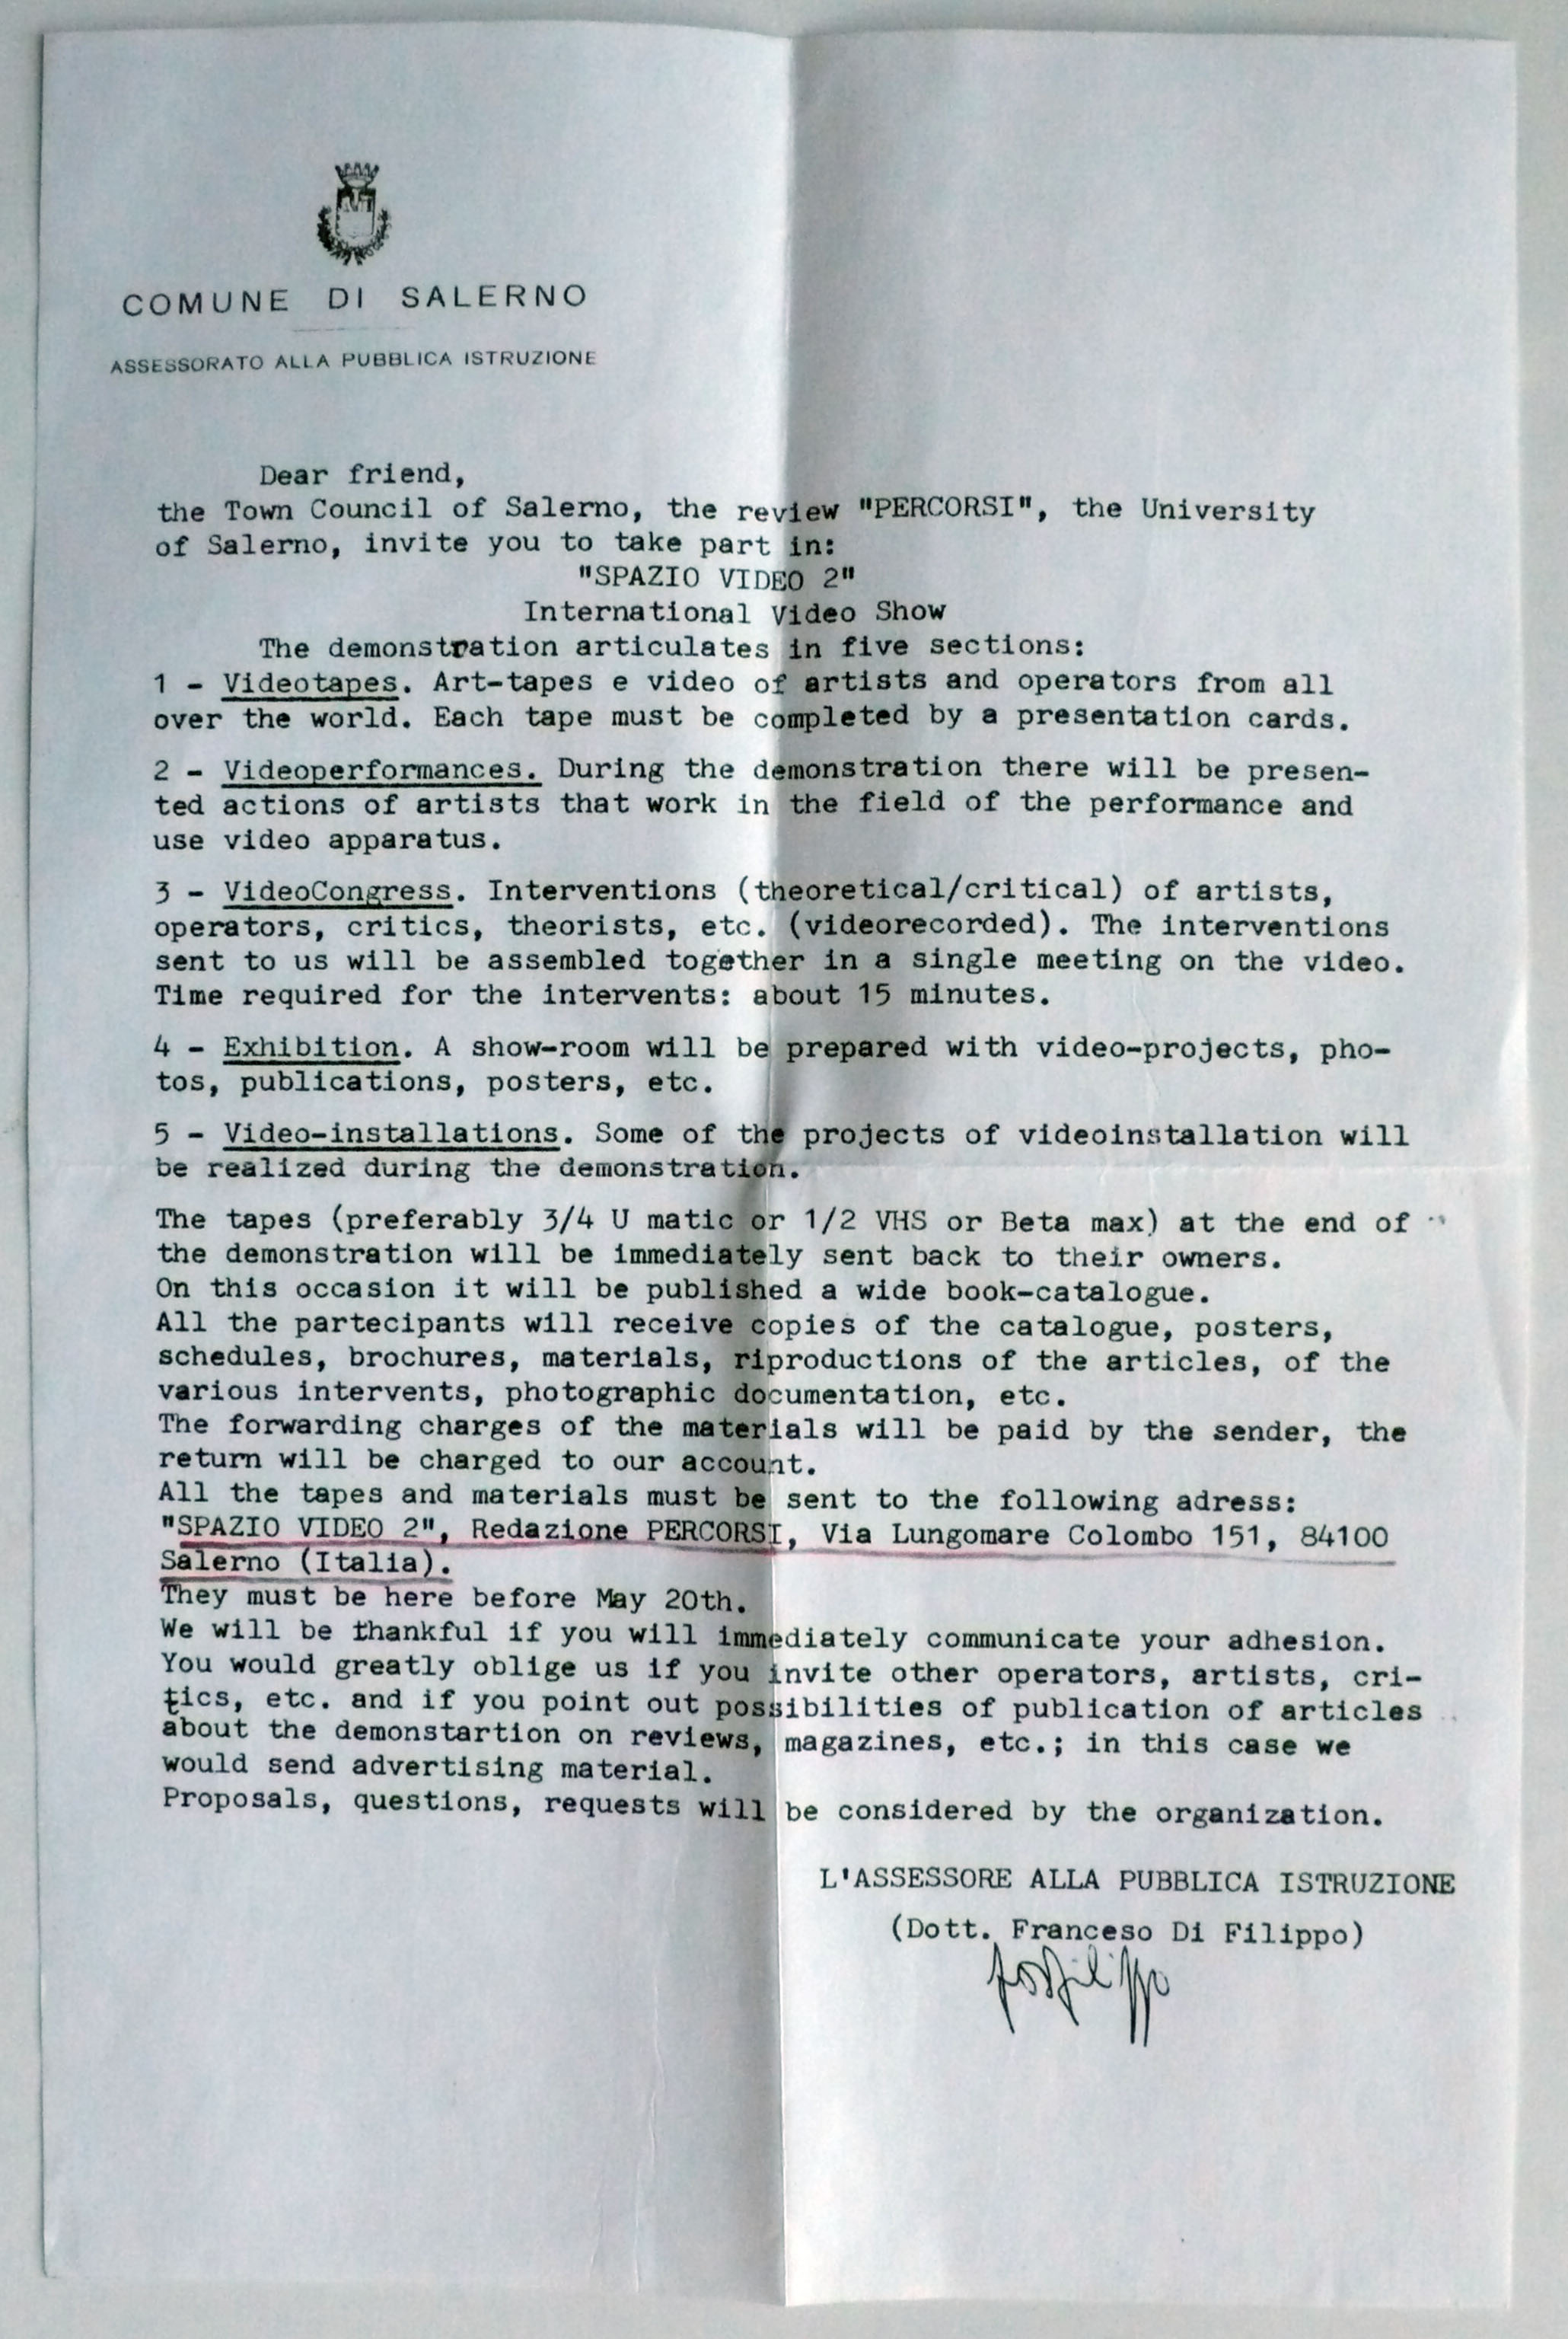 COMUNE DI SALERNO
ASSESSORATO ALLA PUBBLICA ISTRUZIONE
Dear friend,
the Town Council of Salerno, the review "PERCORSI", the University
of Salerno, invite you to take part in:
"SPAZIO VIDEO 2"
International Video Show
The demonstration articulates in five sections:
1 - Videotapes. Art-tapes e video of artists and operators from all
over the world. Each tape must be completed by a presentation cards.
2 - Videoperformances. During the demonstration there will be presen-
ted actions of artists that work in the field of the performance and
use video apparatus.
3 - VideoCongress. Interventions (theoretical/critical) of artists,
operators, critics, theorists, etc. (videorecorded). The interventions
sent to us will be assembled together in a single meeting on the video.
Time required for the intervents: about 15 minutes.
4 - Exhibition. A show-room will be prepared with video-projects, pho-
tos, publications, posters, etc.
5 - Video-installations. Some of the projects of videoinstallation will
be realized during the demonstration.
The tapes (preferably 3/4 U matic or 1/2 VHS or Beta max) at the end of
the demonstration will be immediately sent back to their owners.
On this occasion it will be published a wide book-catalogue.
All the partecipants will receive copies of the catalogue, posters,
schedules, brochures, materials, riproductions of the articles, of the
various intervents, photographic documentation, etc.
The forwarding charges of the materials will be paid by the sender, the
return will be charged to our account.
All the tapes and materials must be sent to the following adress:
"SPAZIO VIDEO 2", Redazione PERCORSI, Via Lungomare Colombo 151, 84100
Salerno (Italia).
They must be here before May 20th.
We will be thankful if you will immediately communicate your adhesion.
You would greatly oblige us if you invite other operators, artists, cri-
tics, etc. and if you point out possibilities of publication of articles
about the demonstartion on reviews, magazines, etc.; in this case we
would send advertising material.
Proposals, questions, requests will be considered by the organization.
L'ASSESSORE ALLA PUBBLICA ISTRUZIONE
(Dott. Franceso Di Filippo)